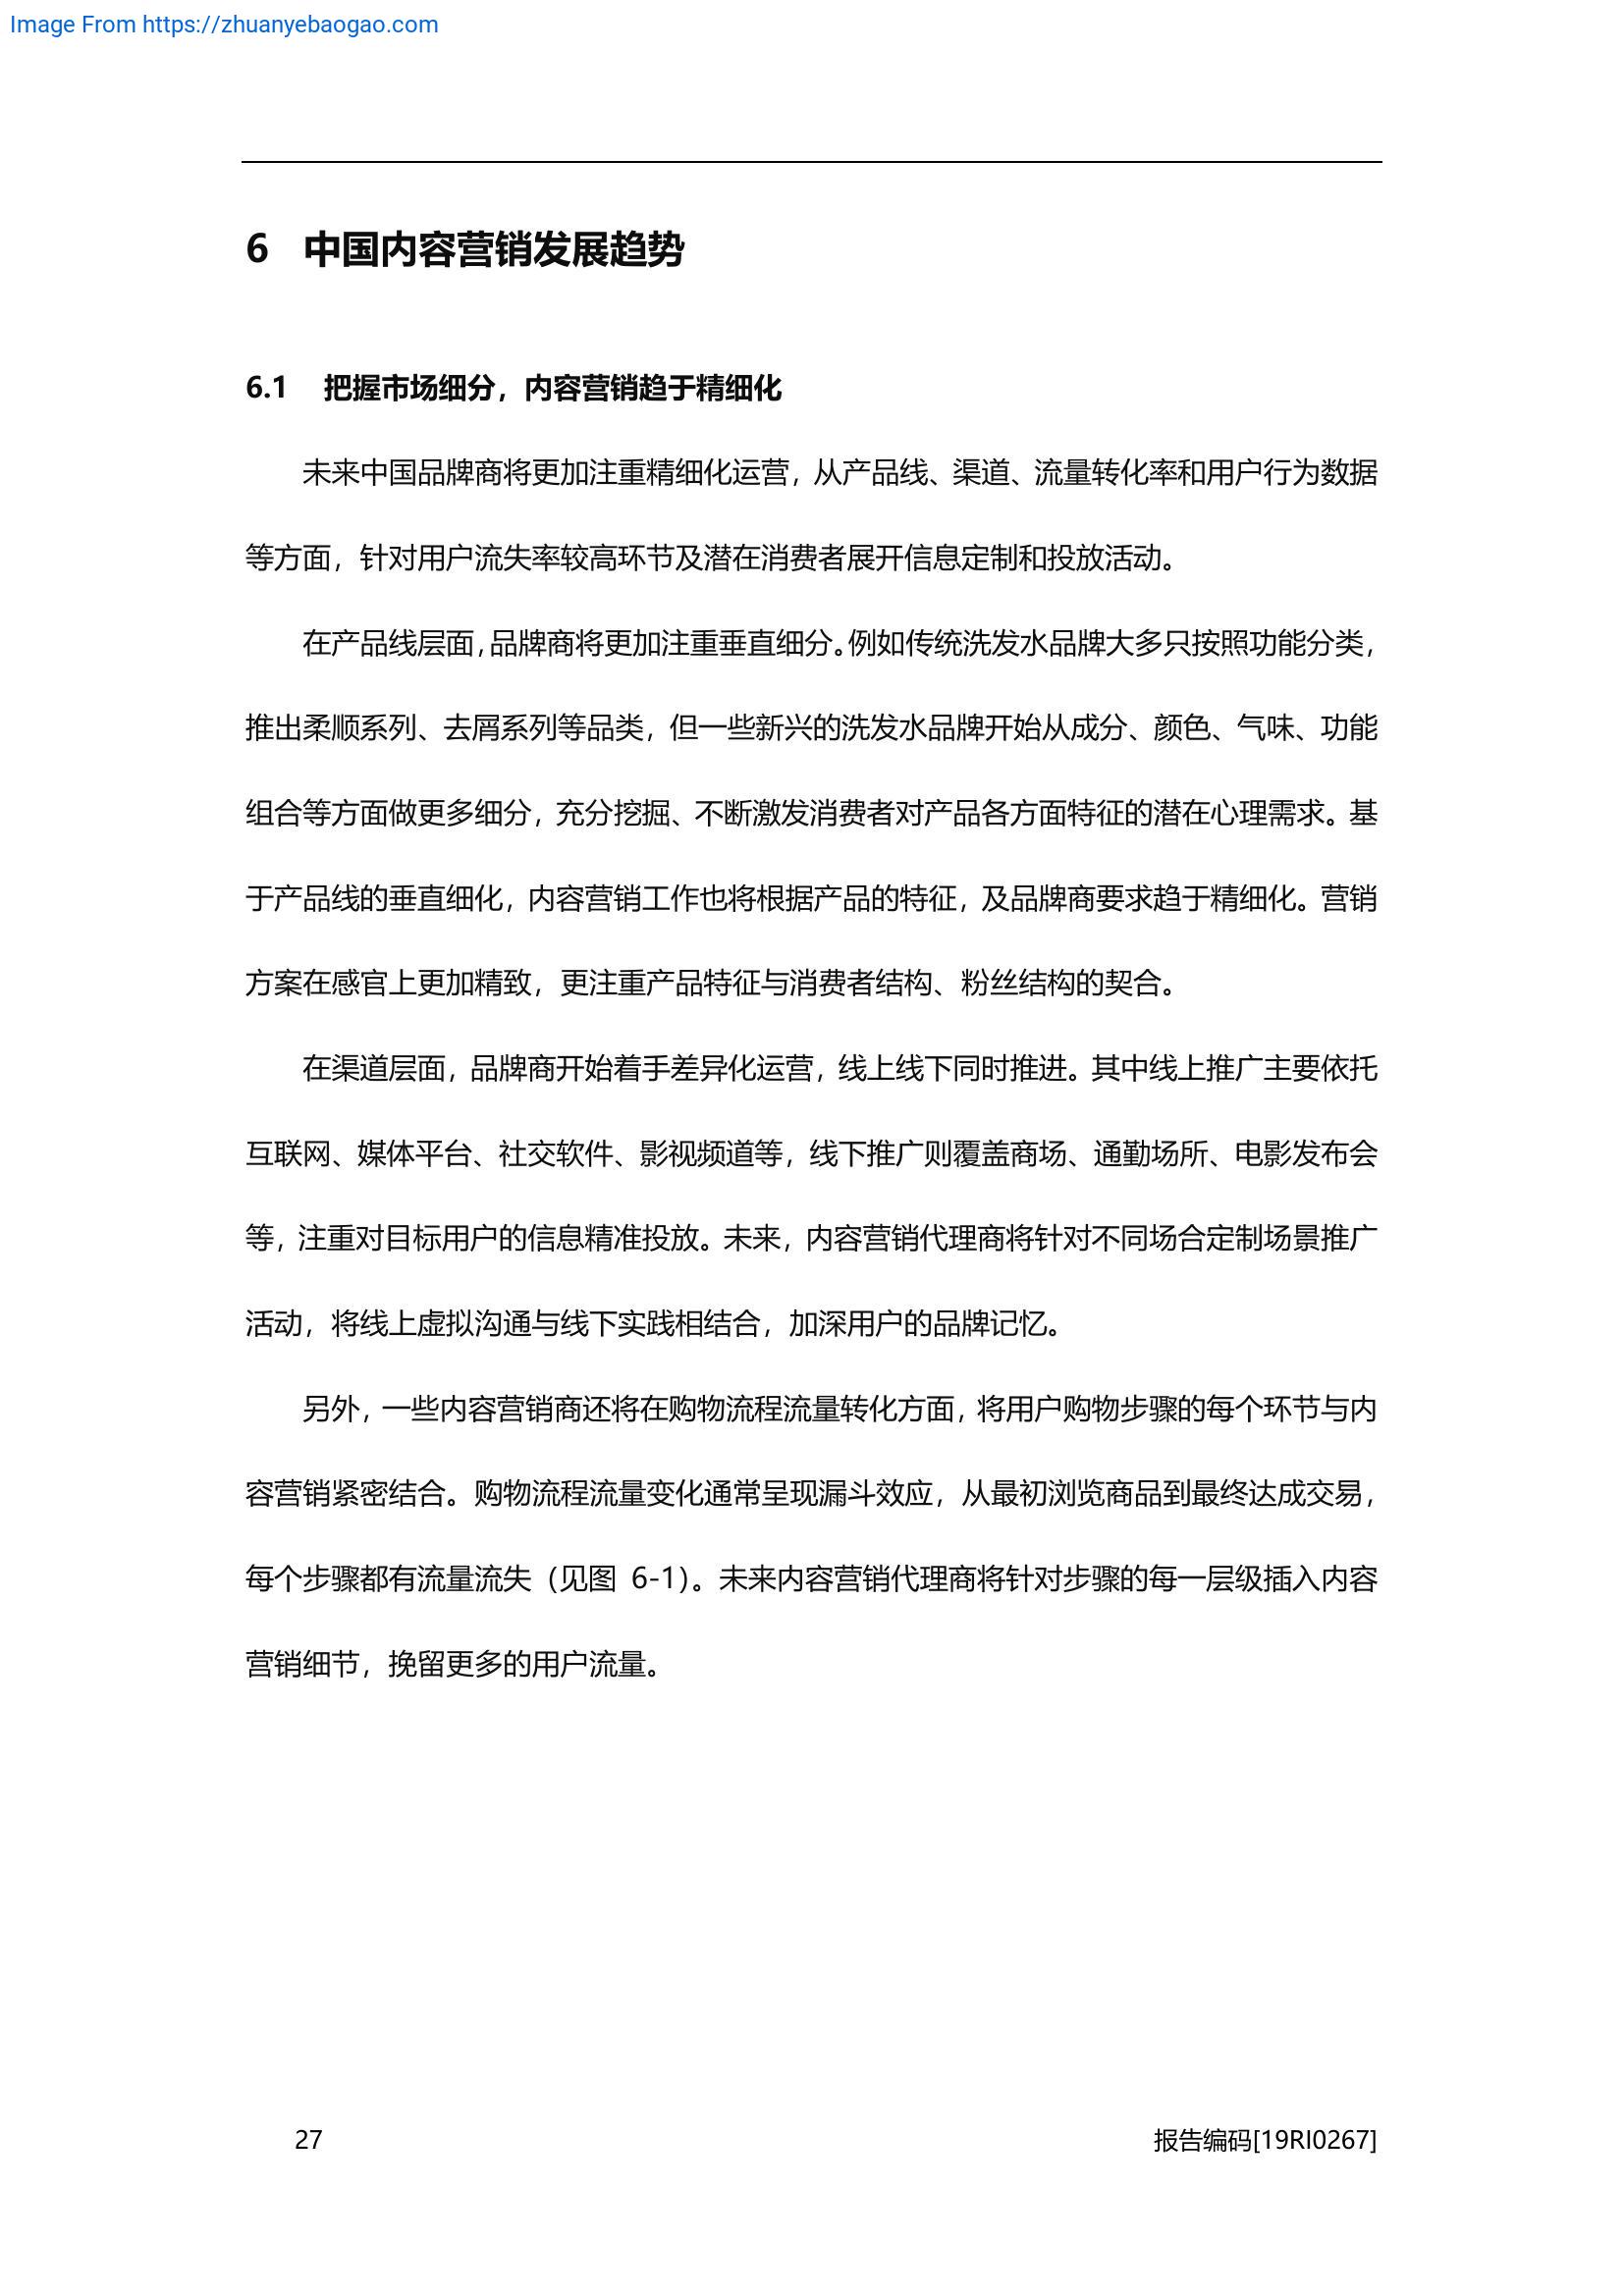 Image From https://zhuanyebaogao.com
6 中国内容营销发展趋势
6.1 把握市场细分，内容营销趋于精细化
未来中国品牌商将更加注重精细化运营，从产品线、渠道、流量转化率和用户行为数据
等方面，针对用户流失率较高环节及潜在消费者展开信息定制和投放活动。
在产品线层面，品牌商将更加注重垂直细分。例如传统洗发水品牌大多只按照功能分类，
推出柔顺系列、去屑系列等品类，但一些新兴的洗发水品牌开始从成分、颜色、气味、功能
组合等方面做更多细分，充分挖掘、不断激发消费者对产品各方面特征的潜在心理需求。基
于产品线的垂直细化，内容营销工作也将根据产品的特征，及品牌商要求趋于精细化。营销
方案在感官上更加精致，更注重产品特征与消费者结构、粉丝结构的契合。
在渠道层面，品牌商开始着手差异化运营，线上线下同时推进。其中线上推广主要依托
互联网、媒体平台、社交软件、影视频道等，线下推广则覆盖商场、通勤场所、电影发布会
等，注重对目标用户的信息精准投放。未来，内容营销代理商将针对不同场合定制场景推广
活动，将线上虚拟沟通与线下实践相结合，加深用户的品牌记忆。
另外，一些内容营销商还将在购物流程流量转化方面，将用户购物步骤的每个环节与内
容营销紧密结合。购物流程流量变化通常呈现漏斗效应，从最初浏览商品到最终达成交易，
每个步骤都有流量流失（见图 6-1）。未来内容营销代理商将针对步骤的每一层级插入内容
营销细节，挽留更多的用户流量。
27 报告编码[19RI0267]